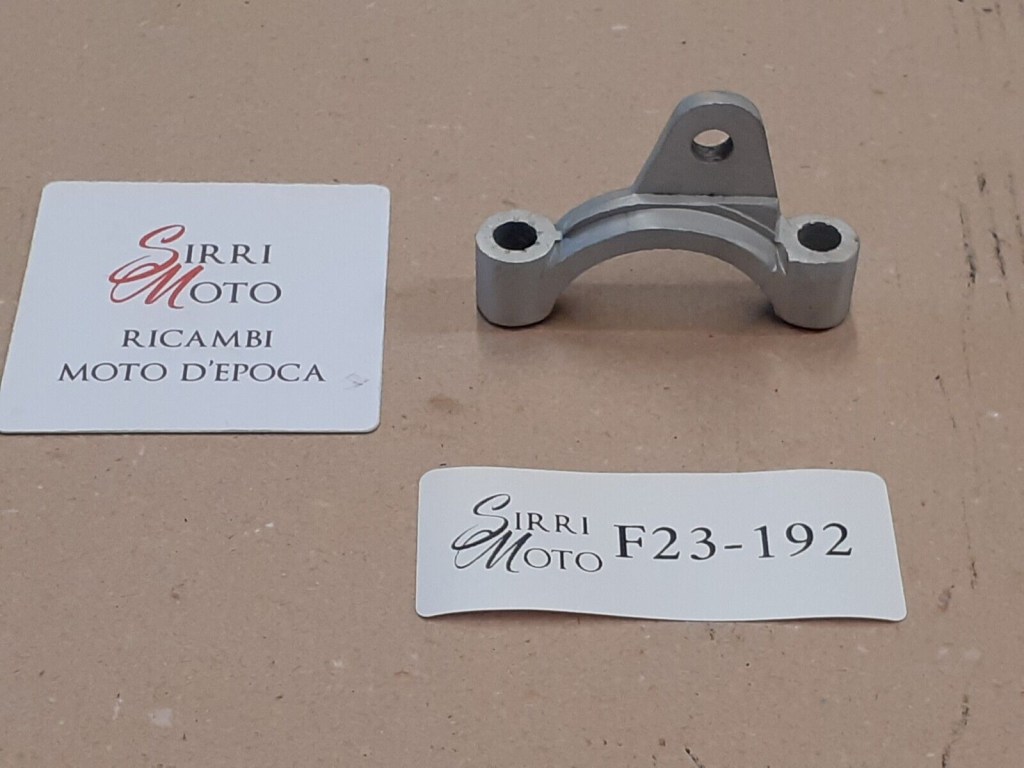 SIRRI
MOTO
RICAMBI
MOTO D'EPOCA
SIRRI
MOTO F23-192